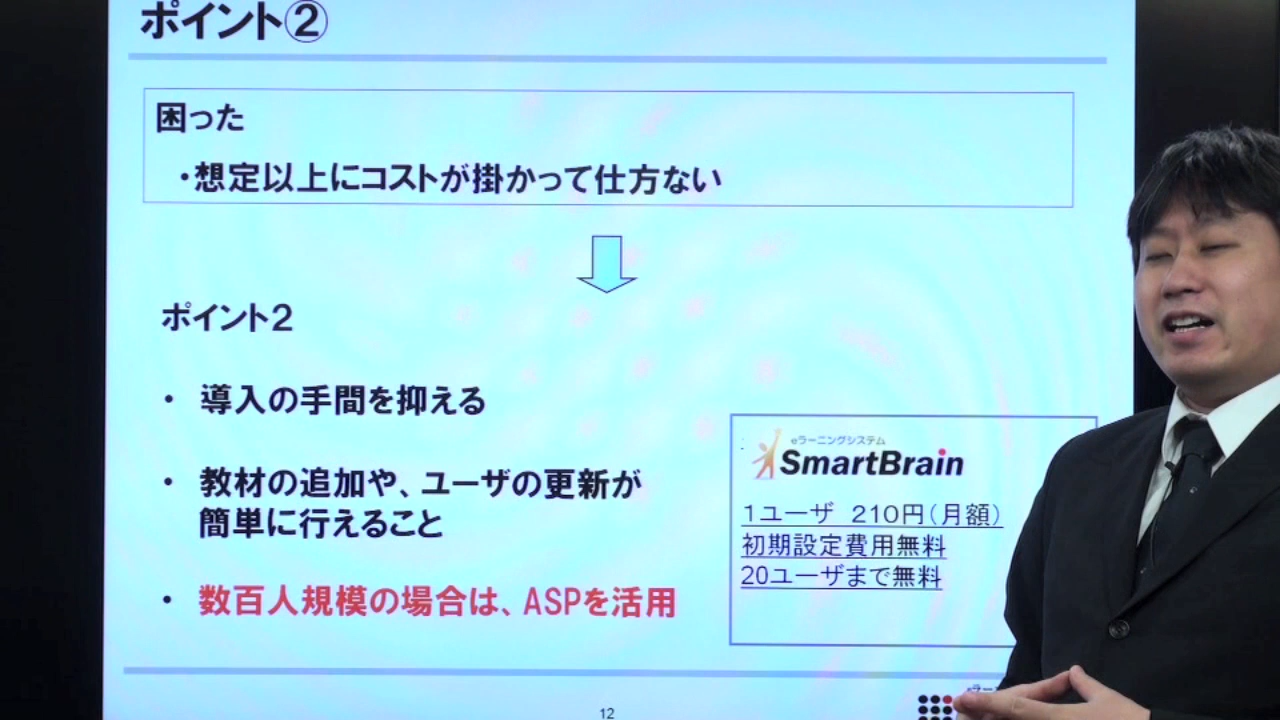 ポイント②
困った
・想定以上にコストが掛かって仕方ない
ポイント２
・ 導入の手間を抑える
・ 教材の追加や、ユーザの更新が
簡単に行えること
・ 数百人規模の場合は、ASPを活用
eラーニングシステム
SmartBrain
１ユーザ　２１０円（月額）
初期設定費用無料
20ユーザまで無料
12